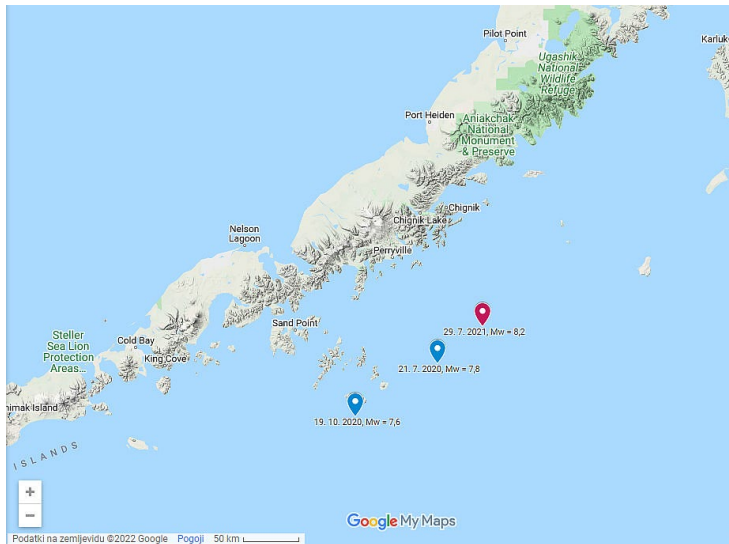 Pilot Point
Karluk
Ugashik
National
Wildlife
Refuge
Port Heiden
Aniakchak
National
Monument
& Preserve
Chignik
Chignik Lake
Nelson
Lagoon
Perryville
29. 7. 2021, Mw = 8,2
Sand Point
Steller
Sea Lion
Protection
Areas...
Cold Bay
King Cove
21. 7. 2020, Mw = 7,8
nimak Island
19. 10. 2020, Mw = 7,6
ISLANDS
+
−
Google My Maps
Podatki na zemljevidu ©2022 Google Pogoji 50 km